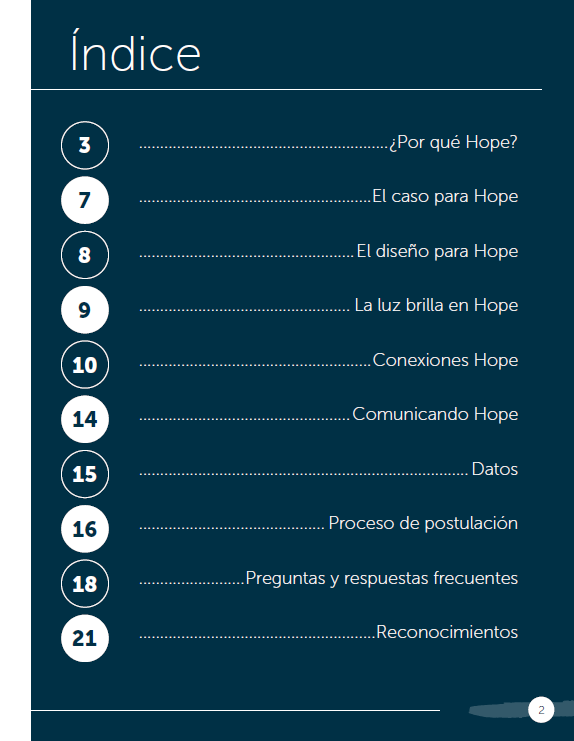 Índice
3 ............................................................ ¿Por qué Hope?
7 ........................................................ El caso para Hope
8 .................................................... El diseño para Hope
9 ................................................... La luz brilla en Hope
10 ........................................................ Conexiones Hope
14 ................................................... Comunicando Hope
15 ............................................................................... Datos
16 ............................................. Proceso de postulación
18 ......................... Preguntas y respuestas frecuentes
21 ......................................................... Reconocimientos
2